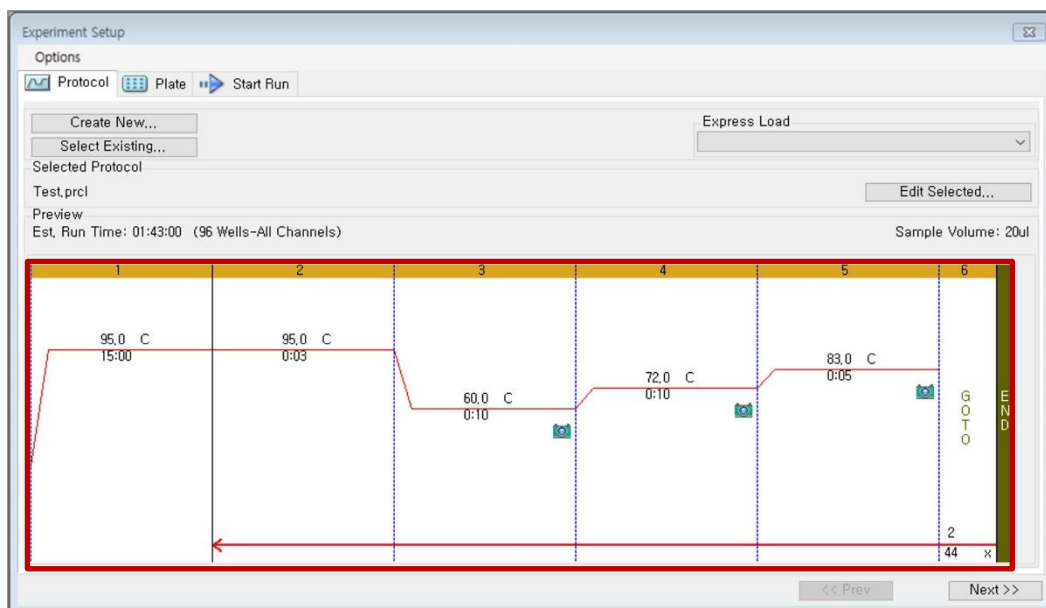 Experiment Setup
Options
Protocol Plate Start Run
Create New...
Express Load
Select Existing...
Selected Protocol
Test.prcl
Edit Selected...
Preview
Est. Run Time: 01:43:00 (96 Wells-All Channels)
Sample Volume: 20ul
1 2 3 4 5 6
95.0 C
15:00
95.0 C
0:03
60.0 C
0:10
72.0 C
0:10
83.0 C
0:05
GOTO
2
44 x
END
<< Prev
Next >>